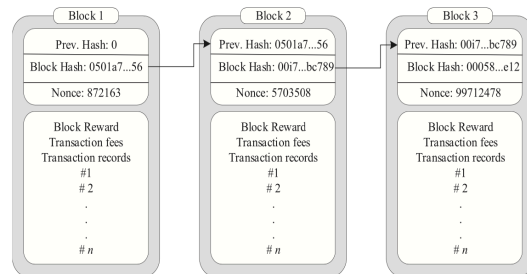 Block 1
Prev. Hash: 0
Block Hash: 0501a7...56
Nonce: 872163
Block Reward
Transaction fees
Transaction records
#1
# 2
.
.
.
# n
Block 2
Prev. Hash: 0501a7...56
Block Hash: 00i7...bc789
Nonce: 5703508
Block Reward
Transaction fees
Transaction records
#1
# 2
.
.
.
# n
Block 3
Prev. Hash: 00i7...bc789
Block Hash: 00058...e12
Nonce: 99712478
Block Reward
Transaction fees
Transaction records
#1
# 2
.
.
.
# n